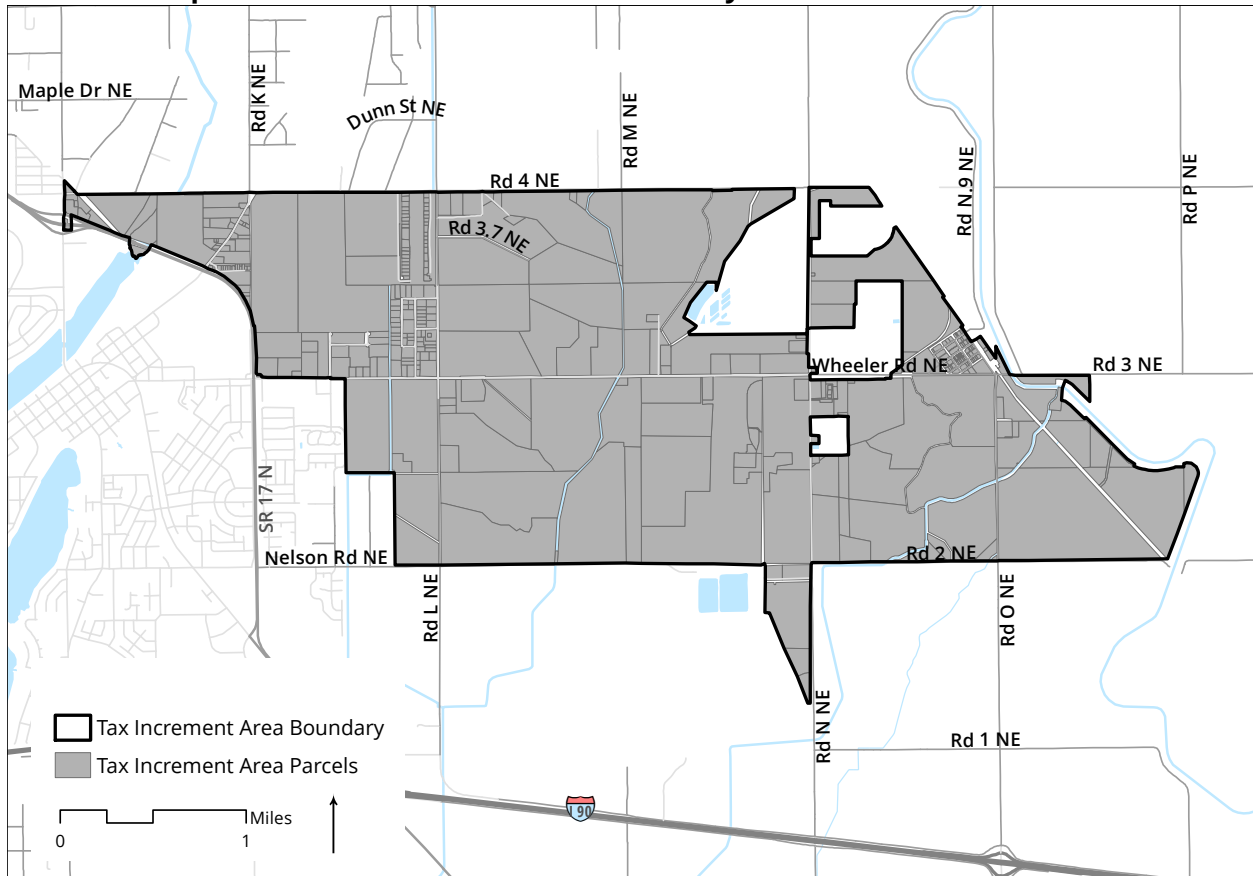 Maple Dr NE
Rd K NE
Dunn St NE
Rd M NE
Rd N.9 NE
Rd P NE
Rd 4 NE
Rd 3.7 NE
Wheeler Rd NE
Rd 3 NE
SR 17 N
Nelson Rd NE
Rd 2 NE
Rd L NE
Rd O NE
Rd N NE
Rd 1 NE
I 90
Tax Increment Area Boundary
Tax Increment Area Parcels
Miles
0 1